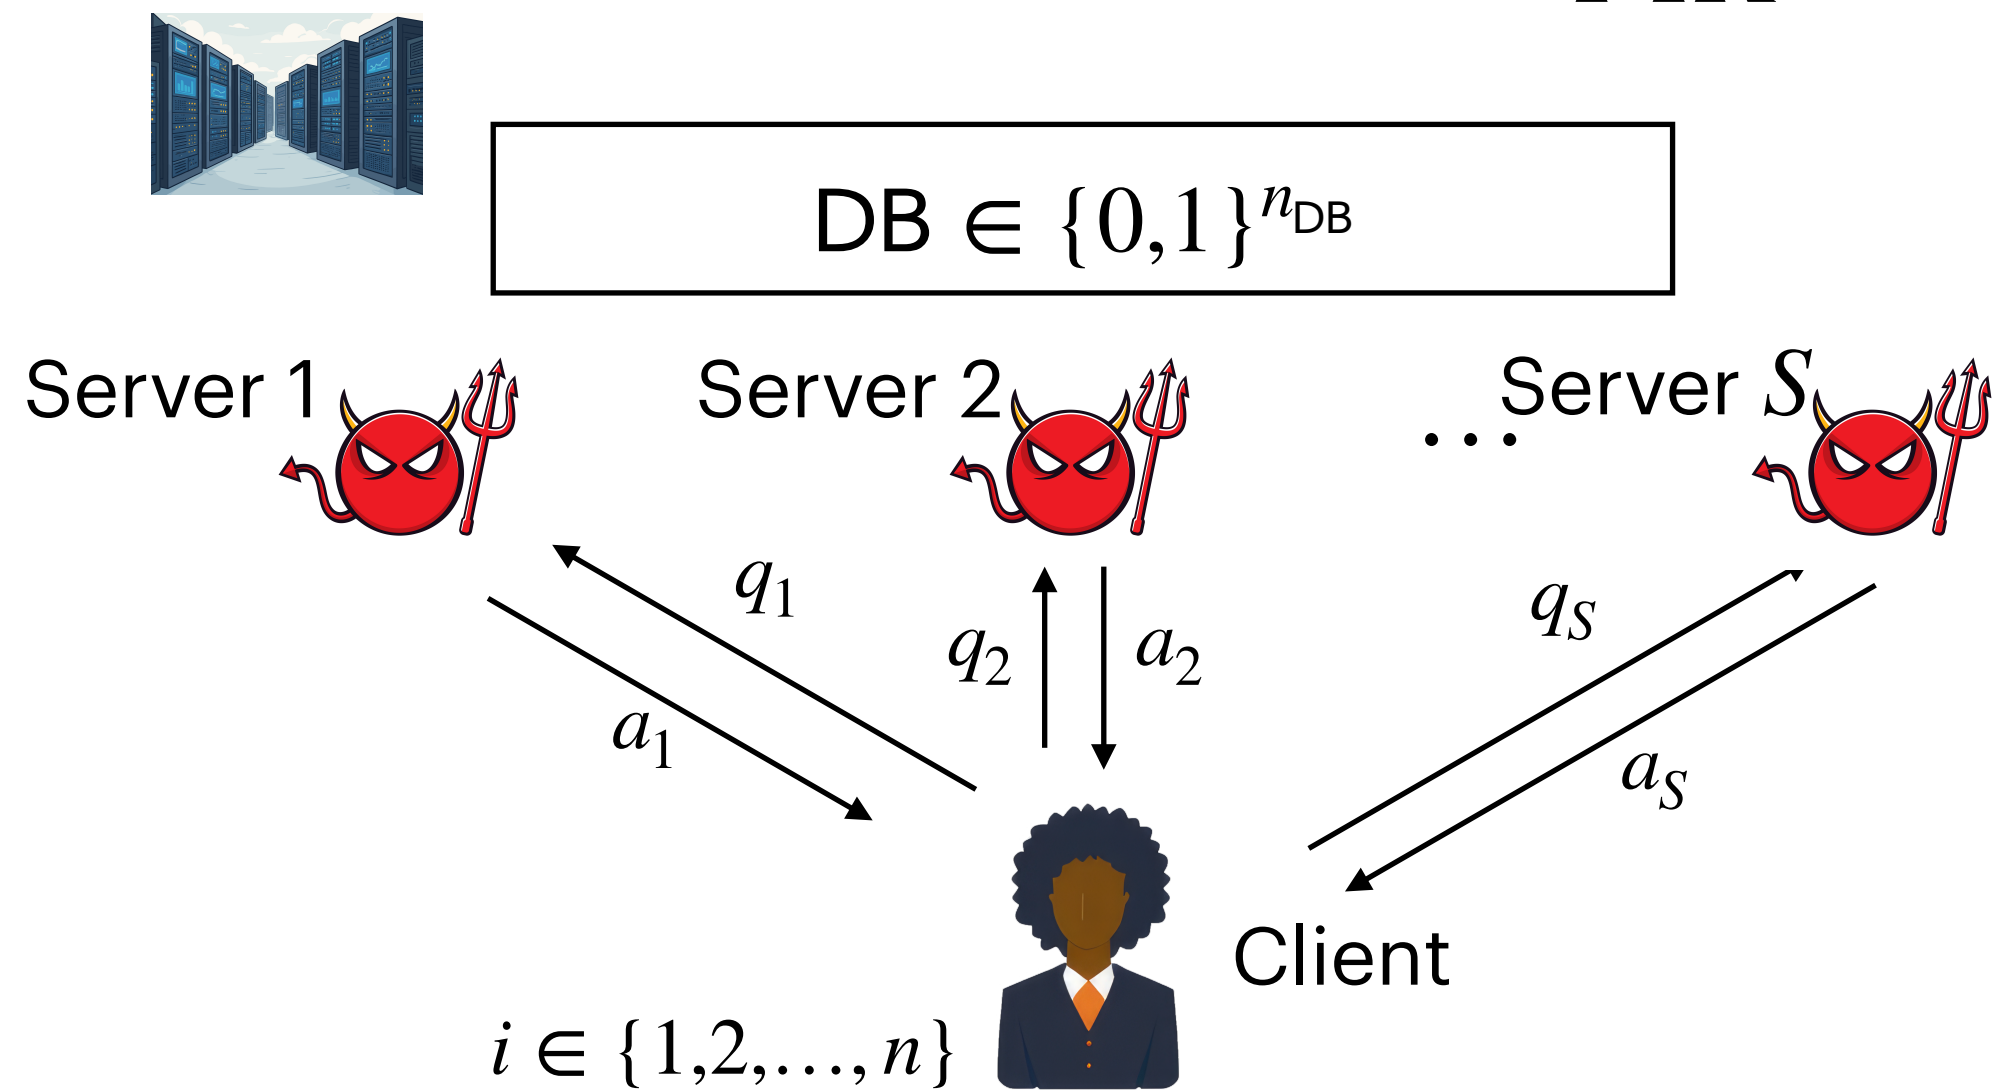 DB ∈ {0,1}^{n_DB}
Server 1 Server 2 … Server S
q_1 q_2 a_2 q_S
a_1 a_S
Client
i ∈ {1,2,…,n}